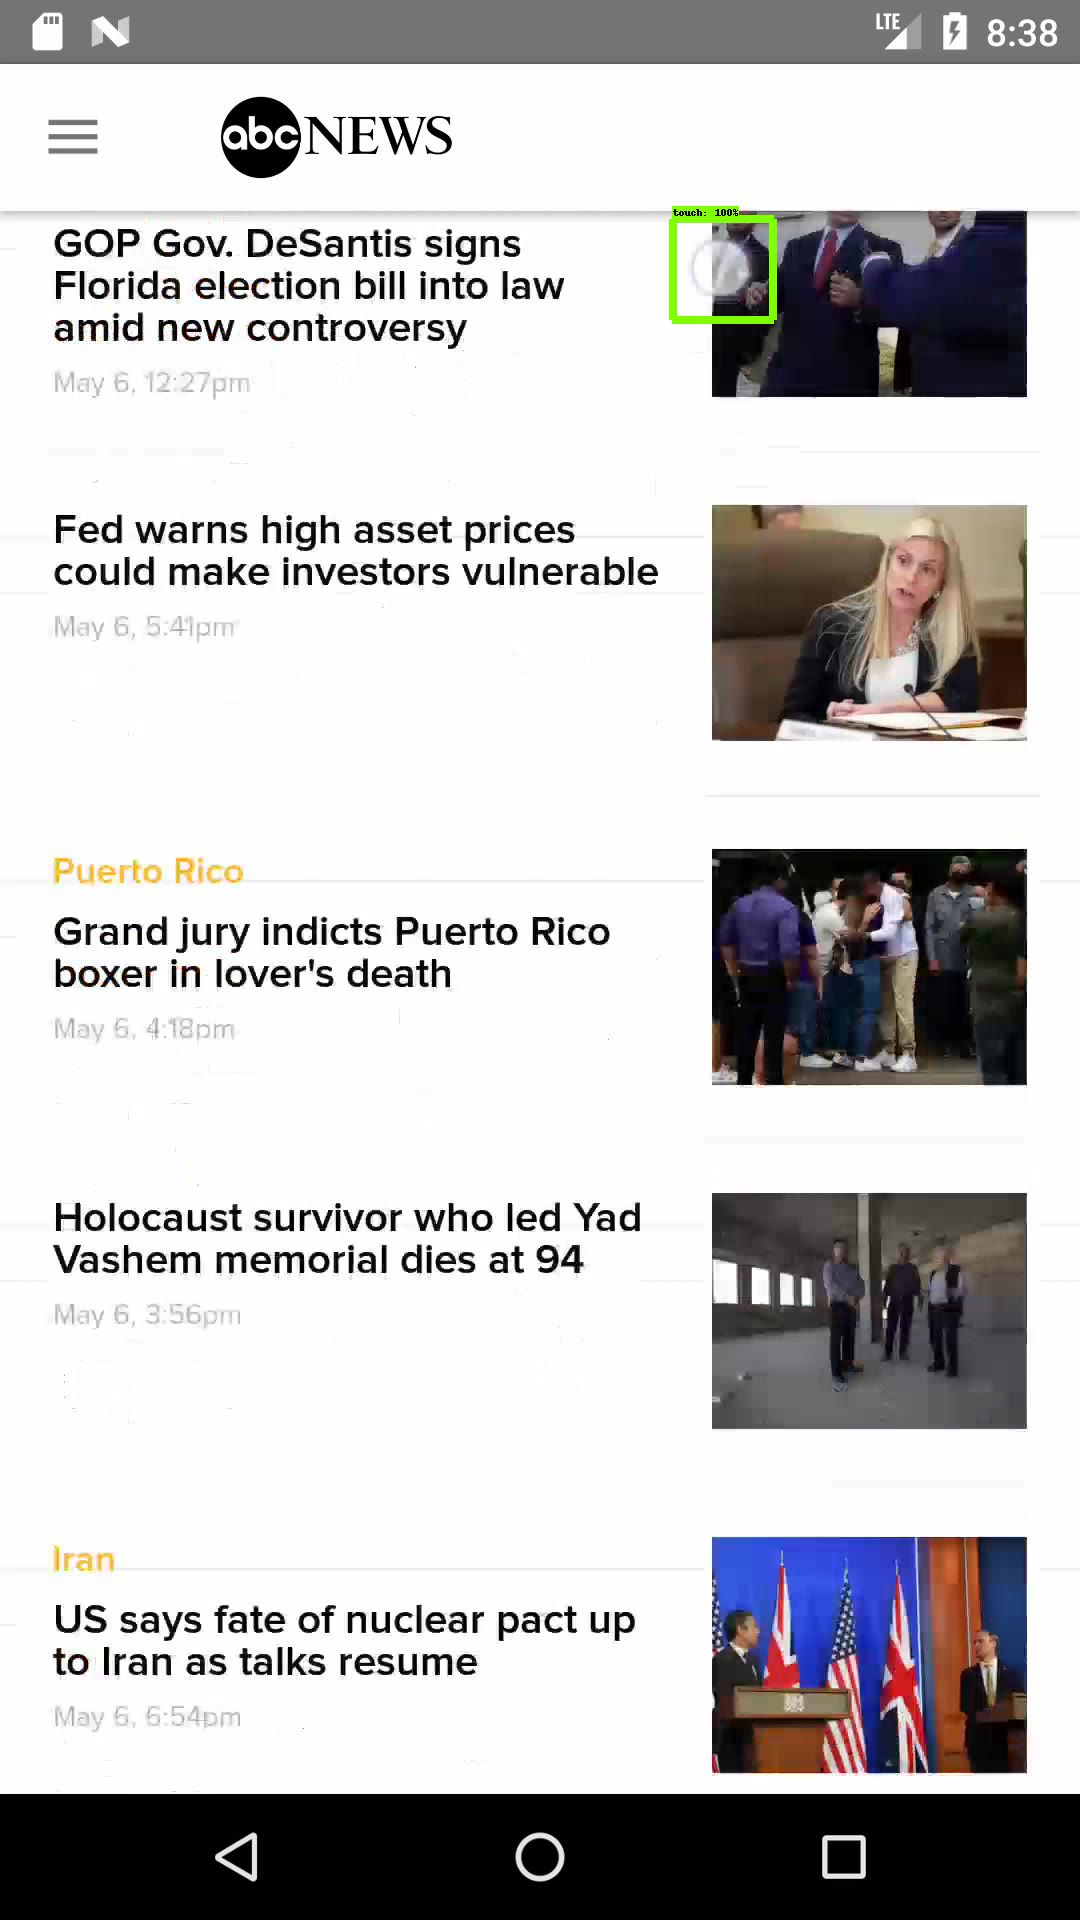 LTE 8:38
abc NEWS
touch: 100%
GOP Gov. DeSantis signs
Florida election bill into law
amid new controversy
May 6, 12:27pm
Fed warns high asset prices
could make investors vulnerable
May 6, 5:41pm
Puerto Rico
Grand jury indicts Puerto Rico
boxer in lover's death
May 6, 4:18pm
Holocaust survivor who led Yad
Vashem memorial dies at 94
May 6, 3:56pm
Iran
US says fate of nuclear pact up
to Iran as talks resume
May 6, 6:54pm